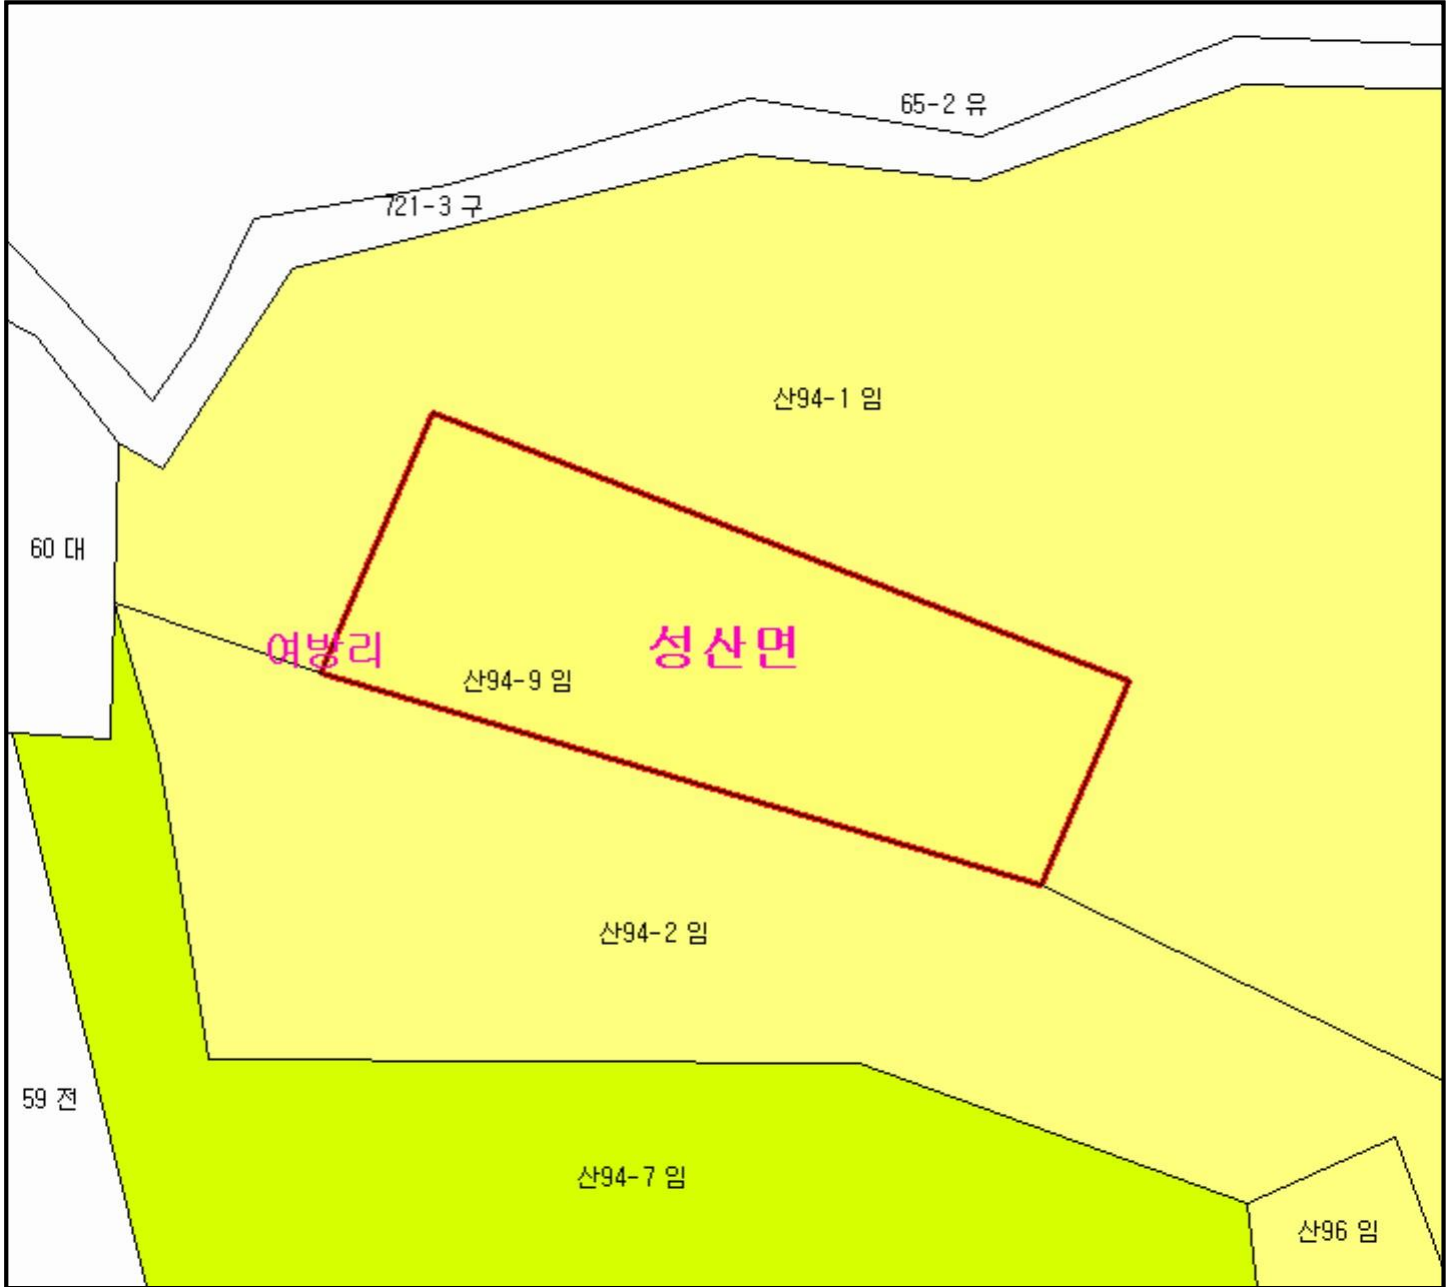 65-2 유
721-3 구
산94-1 임
60 대
여방리
성산면
산94-9 임
산94-2 임
59 전
산94-7 임
산96 임